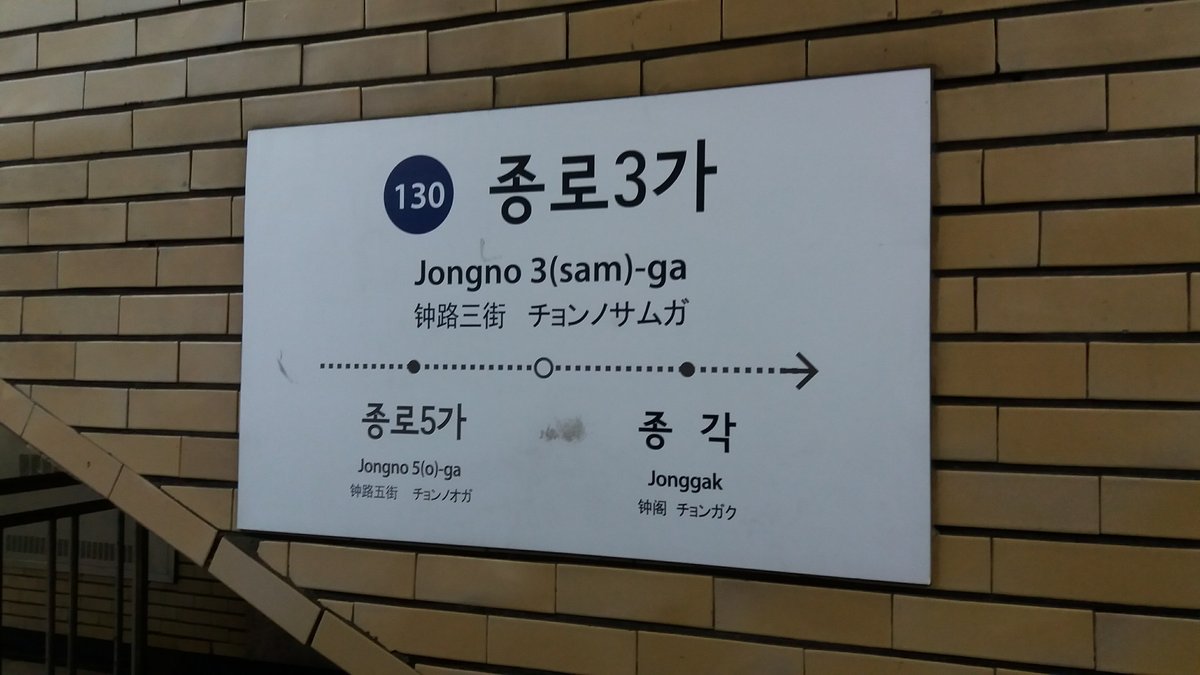 130 종로3가
Jongno 3(sam)-ga
钟路三街 チョンノサムガ
종로5가
Jongno 5(o)-ga
钟路五街 チョンノオガ
종 각
Jonggak
钟阁 チョンガク